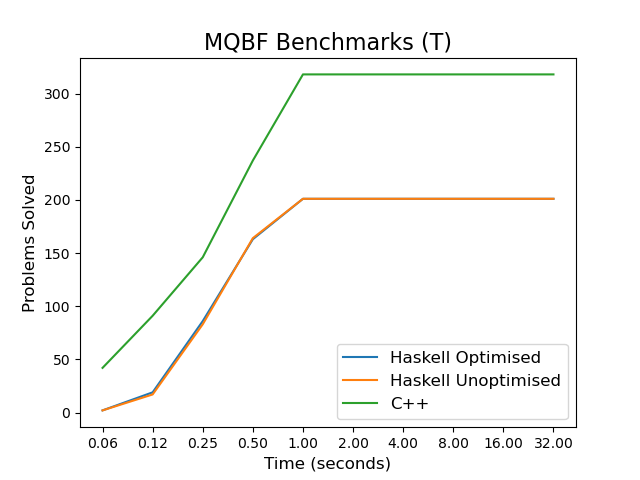 MQBF Benchmarks (T)
Problems Solved
300
250
200
150
100
50
0
Haskell Optimised
Haskell Unoptimised
C++
0.06 0.12 0.25 0.50 1.00 2.00 4.00 8.00 16.00 32.00
Time (seconds)